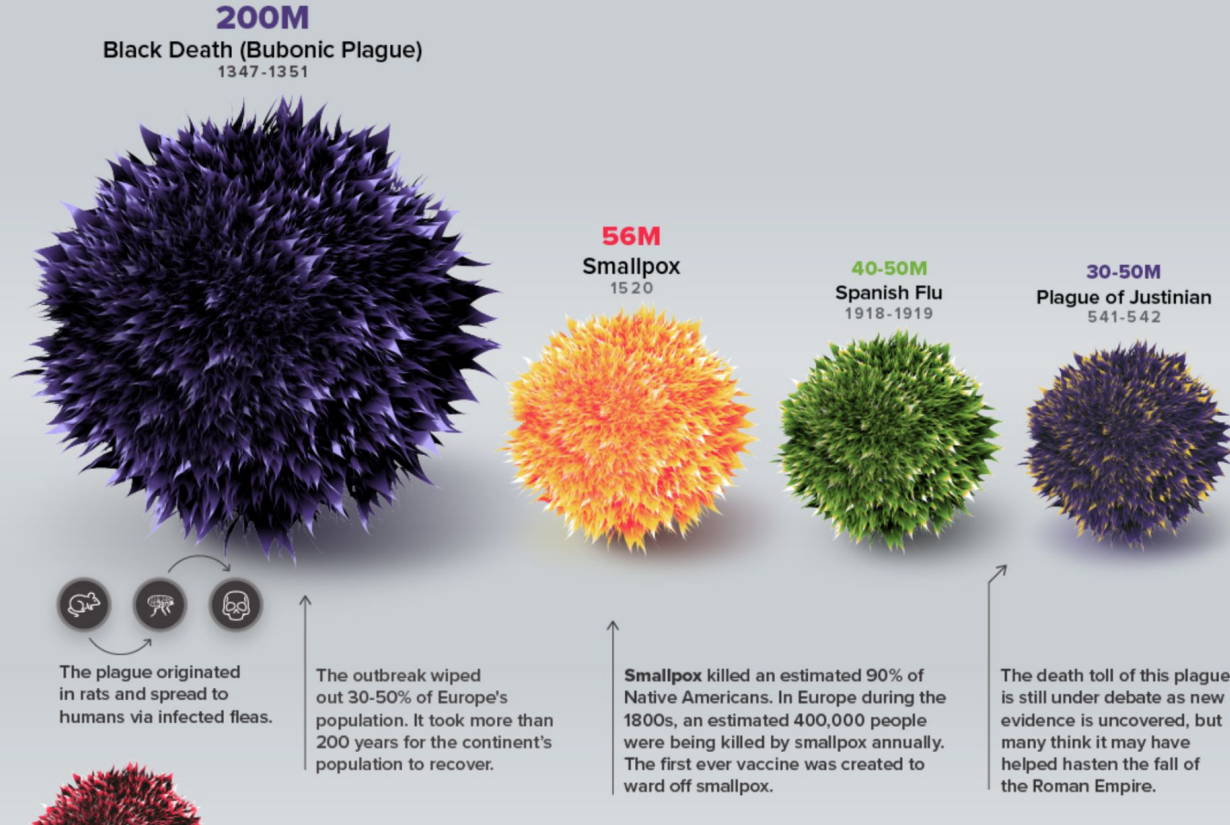 200M
Black Death (Bubonic Plague)
1347-1351
56M
Smallpox
1520
40-50M
Spanish Flu
1918-1919
30-50M
Plague of Justinian
541-542
The plague originated
in rats and spread to
humans via infected fleas.
The outbreak wiped
out 30-50% of Europe's
population. It took more than
200 years for the continent's
population to recover.
Smallpox killed an estimated 90% of
Native Americans. In Europe during the
1800s, an estimated 400,000 people
were being killed by smallpox annually.
The first ever vaccine was created to
ward off smallpox.
The death toll of this plague
is still under debate as new
evidence is uncovered, but
many think it may have
helped hasten the fall of
the Roman Empire.